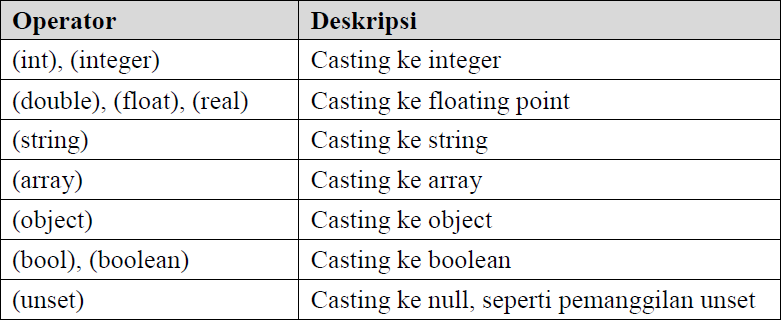 Operator Deskripsi
(int), (integer) Casting ke integer
(double), (float), (real) Casting ke floating point
(string) Casting ke string
(array) Casting ke array
(object) Casting ke object
(bool), (boolean) Casting ke boolean
(unset) Casting ke null, seperti pemanggilan unset